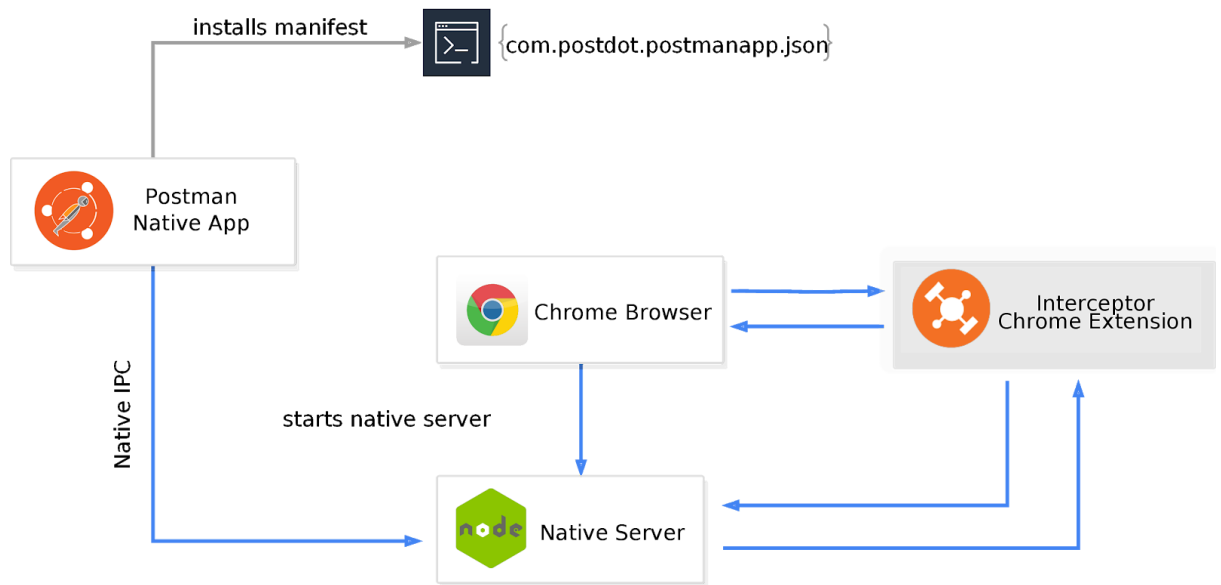 installs manifest
{com.postdot.postmanapp.json}
Postman
Native App
Chrome Browser
Interceptor
Chrome Extension
Native IPC
starts native server
node
Native Server